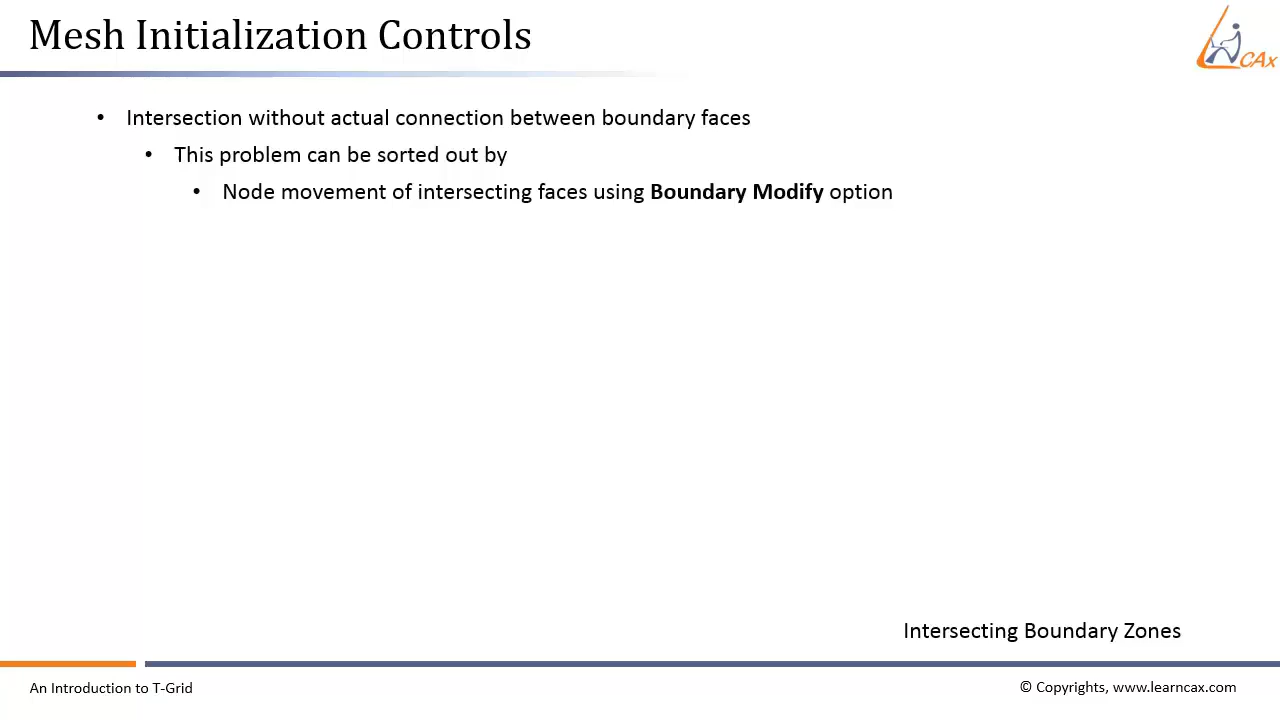 Mesh Initialization Controls
CAx
• Intersection without actual connection between boundary faces
• This problem can be sorted out by
• Node movement of intersecting faces using Boundary Modify option
Intersecting Boundary Zones
An Introduction to T-Grid
© Copyrights, www.learncax.com